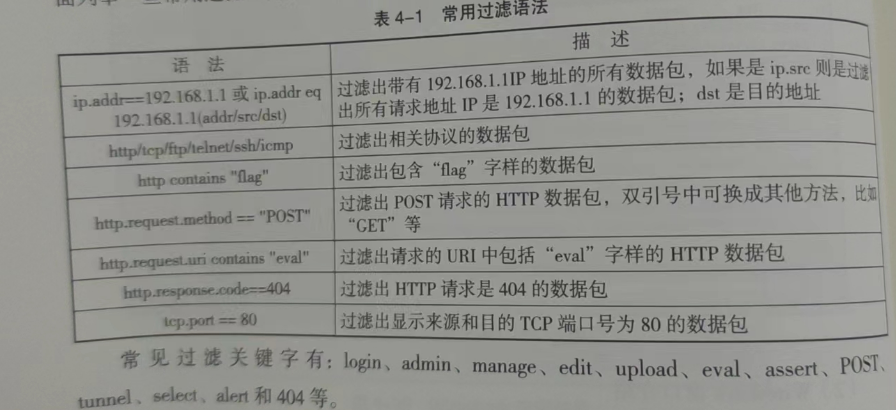 表 4-1 常用过滤语法
语 法
描 述
ip.addr==192.168.1.1 或 ip.addr eq
192.168.1.1(addr/src/dst)
过滤出带有 192.168.1.1IP 地址的所有数据包，如果是 ip.src 则是过滤
出所有请求地址 IP 是 192.168.1.1 的数据包；dst 是目的地址
http/tcp/ftp/telnet/ssh/icmp
过滤出相关协议的数据包
http contains "flag"
过滤出包含“flag”字样的数据包
http.request.method == "POST"
过滤出 POST 请求的 HTTP 数据包，双引号中可换成其他方法，比如
“GET”等
http.request.uri contains "eval"
过滤出请求的 URI 中包括“eval”字样的 HTTP 数据包
http.response.code==404
过滤出 HTTP 请求是 404 的数据包
tcp.port == 80
过滤出显示来源和目的 TCP 端口号为 80 的数据包
常见过滤关键字有：login、admin、manage、edit、upload、eval、assert、POST、
tunnel、select、alert 和 404 等。